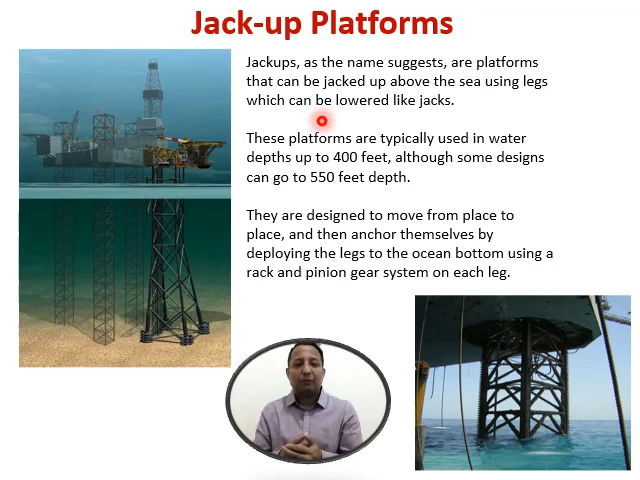 Jack-up Platforms
Jackups, as the name suggests, are platforms
that can be jacked up above the sea using legs
which can be lowered like jacks.
These platforms are typically used in water
depths up to 400 feet, although some designs
can go to 550 feet depth.
They are designed to move from place to
place, and then anchor themselves by
deploying the legs to the ocean bottom using a
rack and pinion gear system on each leg.